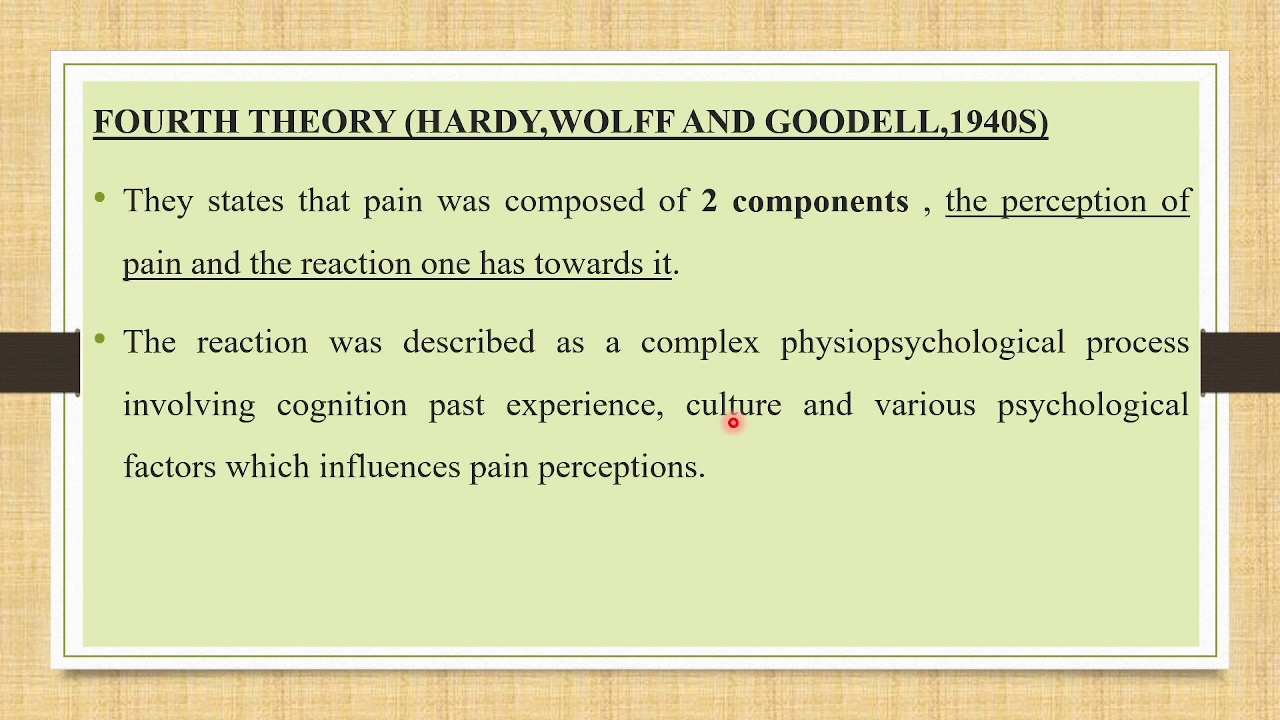 FOURTH THEORY (HARDY,WOLFF AND GOODELL,1940S)
• They states that pain was composed of 2 components , the perception of
pain and the reaction one has towards it.
• The reaction was described as a complex physiopsychological process
involving cognition past experience, culture and various psychological
factors which influences pain perceptions.